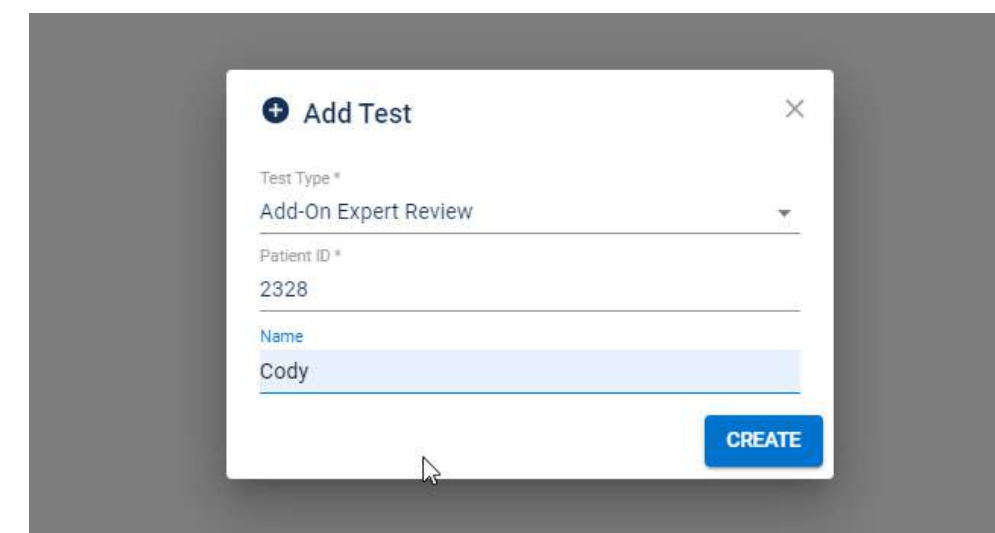 Add Test
Test Type *
Add-On Expert Review
Patient ID *
2328
Name
Cody
CREATE